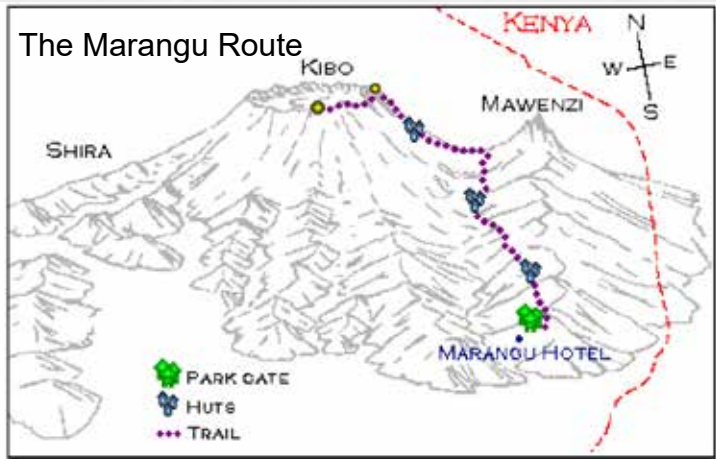 The Marangu Route
KENYA
N
W E
S
KIBO
MAWENZI
SHIRA
MARANGU HOTEL
PARK GATE
HUTS
TRAIL